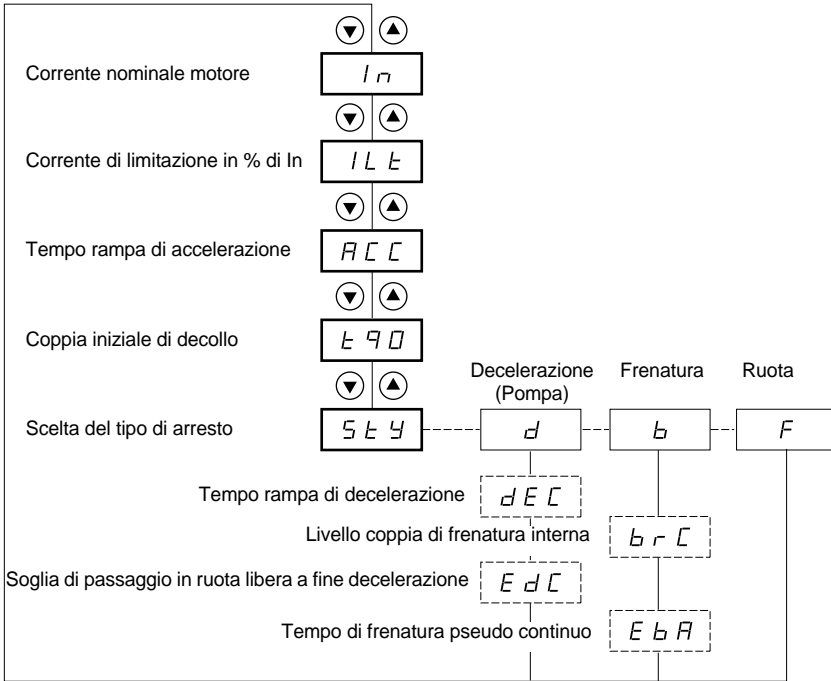 Corrente nominale motore
In
Corrente di limitazione in % di In
ILt
Tempo rampa di accelerazione
ACC
Coppia iniziale di decollo
tq0
Decelerazione
(Pompa)
Frenatura
Ruota
Scelta del tipo di arresto
StY
d
b
F
Tempo rampa di decelerazione
dEC
Livello coppia di frenatura interna
brC
Soglia di passaggio in ruota libera a fine decelerazione
EdC
Tempo di frenatura pseudo continuo
EbA